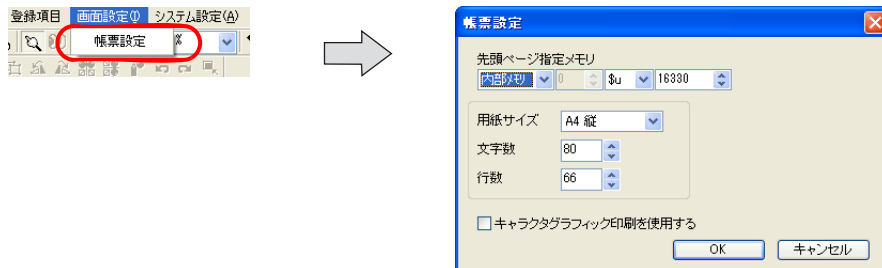 登録項目 画面設定(I) システム設定(A)
帳票設定 %
帳票設定
先頭ページ指定メモリ
内部メモリ 0 $u 16330
用紙サイズ A4 縦
文字数 80
行数 66
キャラクタグラフィック印刷を使用する
OK キャンセル